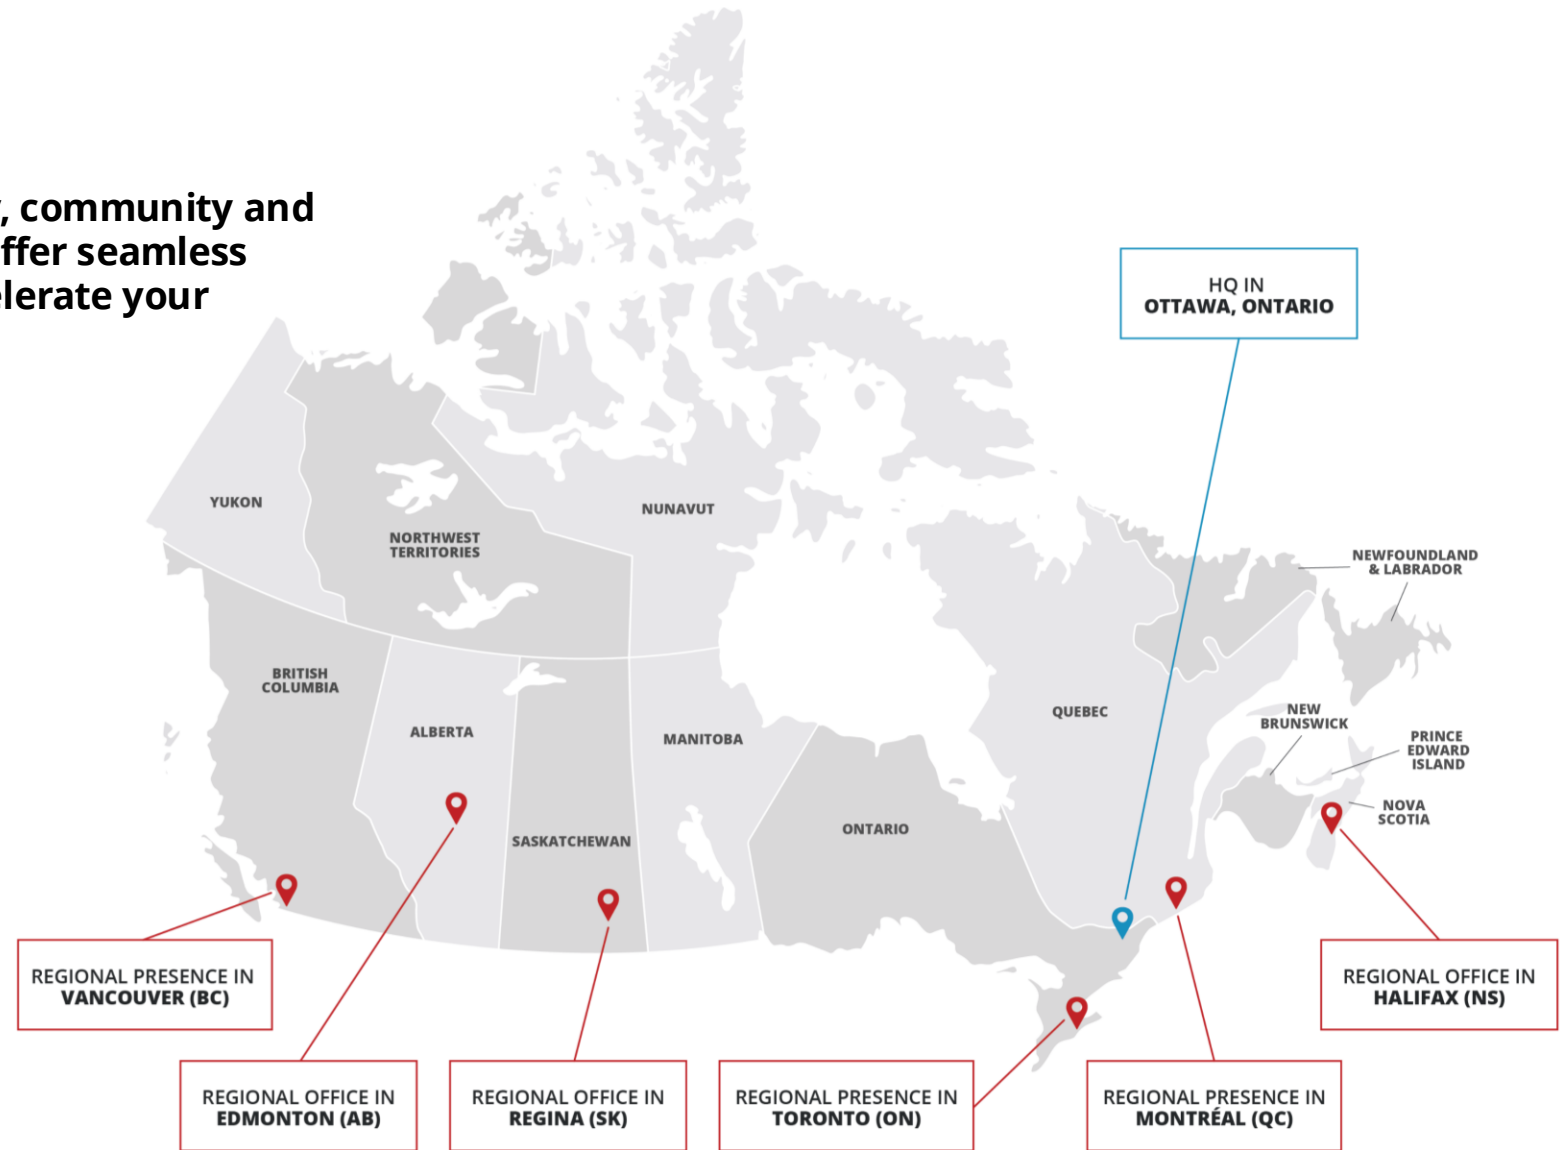 , community and
ffer seamless
elerate your
HQ IN
OTTAWA, ONTARIO
YUKON
NORTHWEST
TERRITORIES
NUNAVUT
NEWFOUNDLAND
& LABRADOR
BRITISH
COLUMBIA
ALBERTA
MANITOBA
QUEBEC
NEW
BRUNSWICK
PRINCE
EDWARD
ISLAND
SASKATCHEWAN
ONTARIO
NOVA
SCOTIA
REGIONAL PRESENCE IN
VANCOUVER (BC)
REGIONAL OFFICE IN
HALIFAX (NS)
REGIONAL OFFICE IN
EDMONTON (AB)
REGIONAL OFFICE IN
REGINA (SK)
REGIONAL PRESENCE IN
TORONTO (ON)
REGIONAL PRESENCE IN
MONTRÉAL (QC)